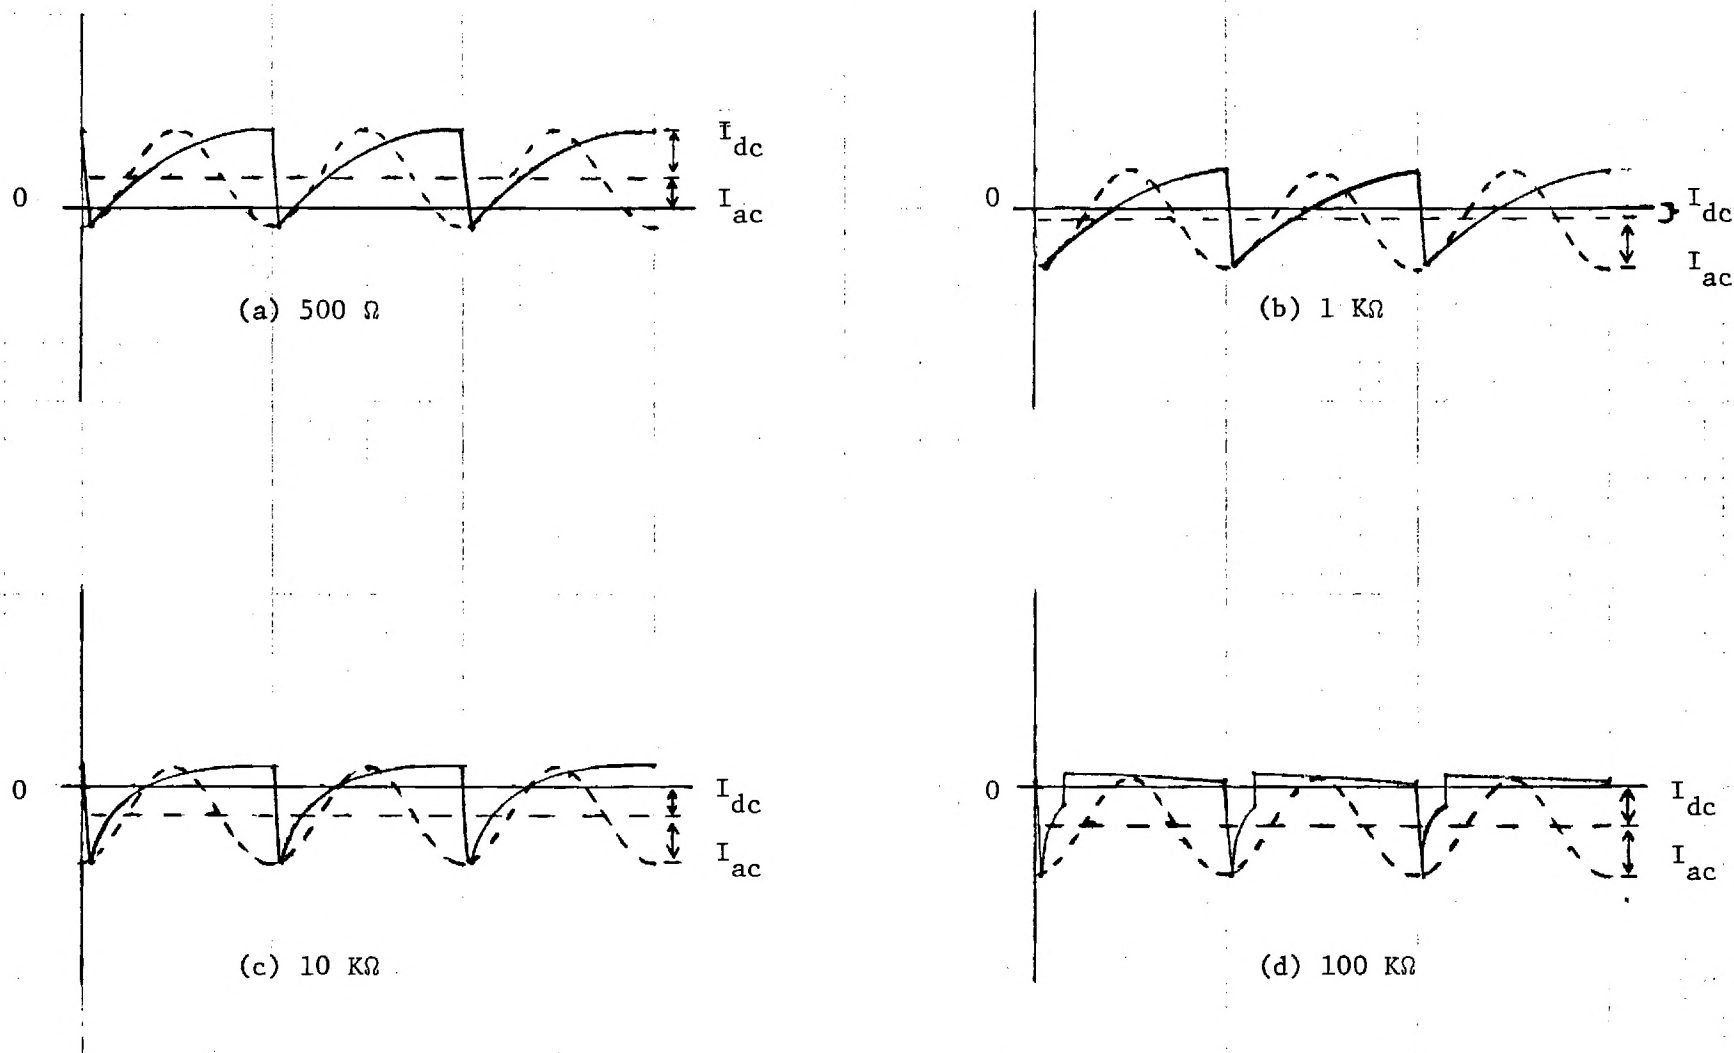 0
I dc
I ac
(a) 500 Ω
0
I dc
I ac
(b) 1 KΩ
0
I dc
I ac
(c) 10 KΩ
0
I dc
I ac
(d) 100 KΩ